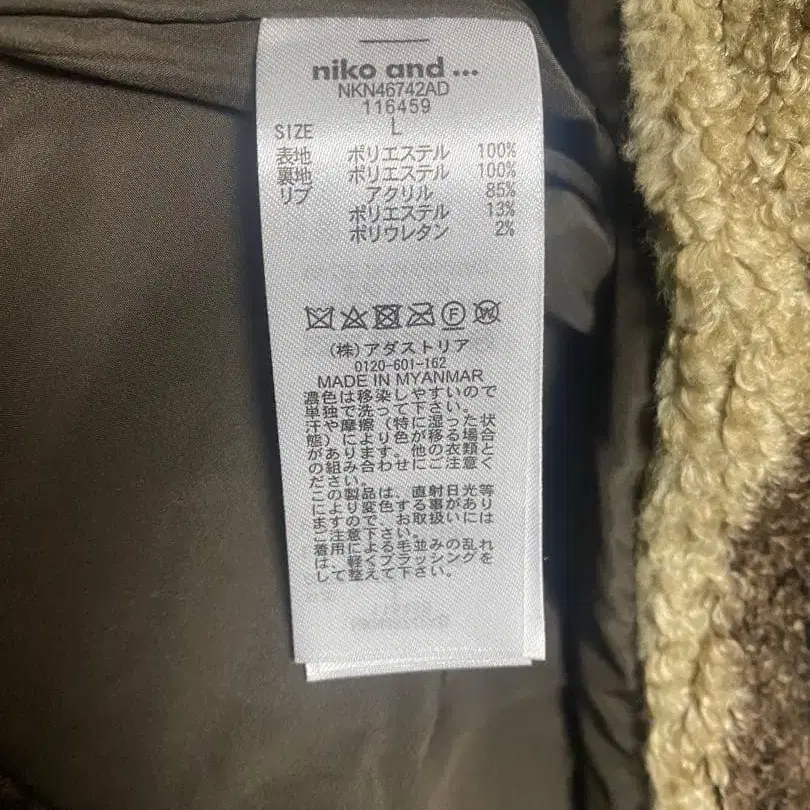 niko and ...
NKN46742AD
116459
SIZE L
表地 ポリエステル 100%
裏地 ポリエステル 100%
リブ アクリル 85%
ポリエステル 13%
ポリウレタン 2%
F W
(株)アダストリア
0120-601-162
MADE IN MYANMAR
濃色は移染しやすいので
単独で洗って下さい。
汗や摩擦(特に湿った状
態)により色が移る場合
があります。他の衣類と
の組み合わせにご注意く
ださい。
この製品は、直射日光等
により変色する事があり
ますので、お取扱いには
ご注意下さい。
着用による毛並みの乱れ
は、軽くブラッシングを
して整えて下さい。